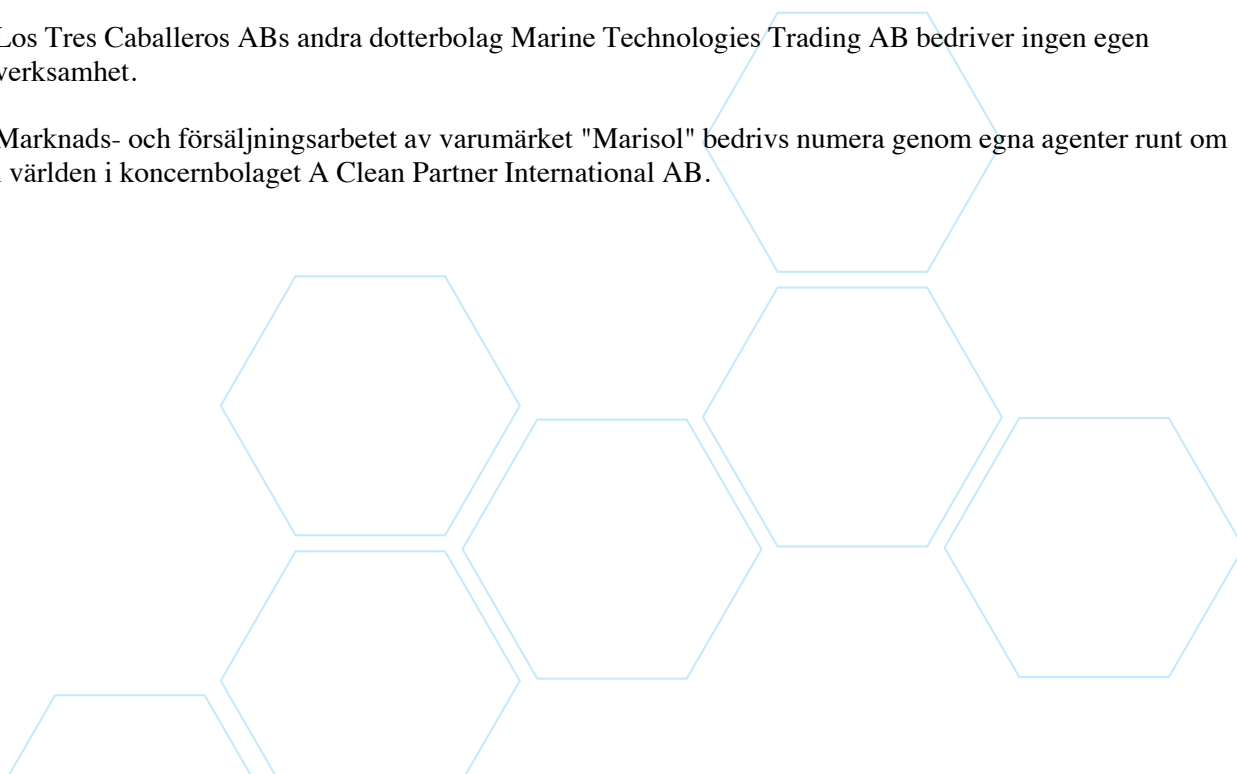 Los Tres Caballeros ABs andra dotterbolag Marine Technologies Trading AB bedriver ingen egen
verksamhet.
Marknads- och försäljningsarbetet av varumärket "Marisol" bedrivs numera genom egna agenter runt om
i världen i koncernbolaget A Clean Partner International AB.